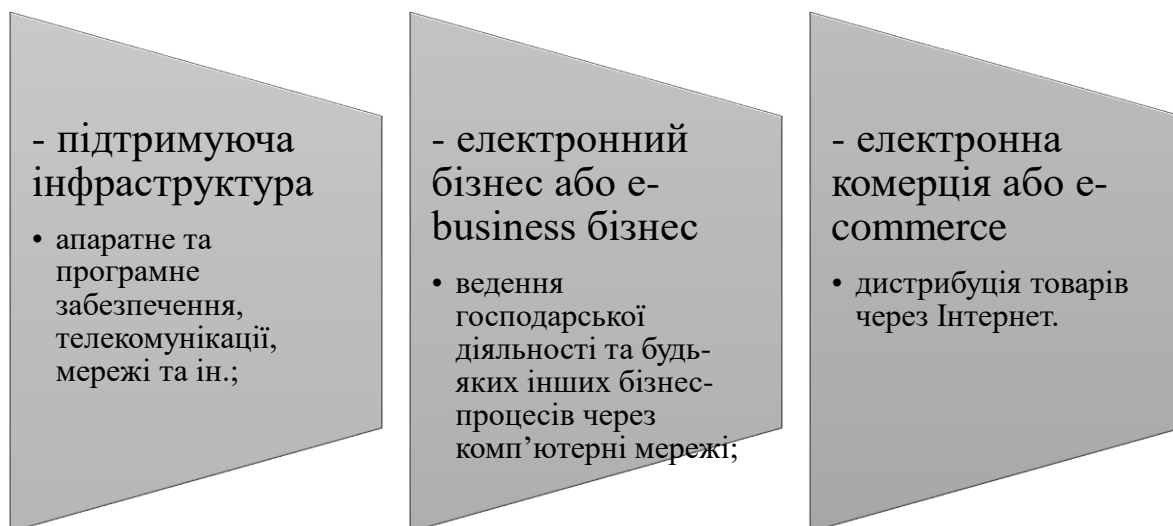 - підтримуюча
інфраструктура
• апаратне та
програмне
забезпечення,
телекомунікації,
мережі та ін.;
- електронний
бізнес або e-
business бізнес
• ведення
господарської
діяльності та будь-
яких інших бізнес-
процесів через
комп’ютерні мережі;
- електронна
комерція або e-
commerce
• дистрибуція товарів
через Інтернет.